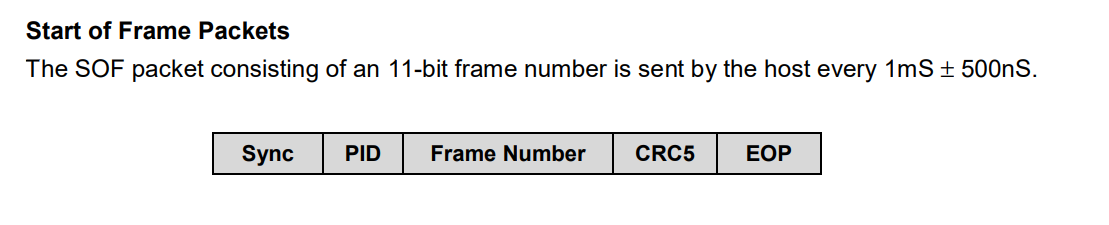 Start of Frame Packets
The SOF packet consisting of an 11-bit frame number is sent by the host every 1mS ± 500nS.
Sync PID Frame Number CRC5 EOP